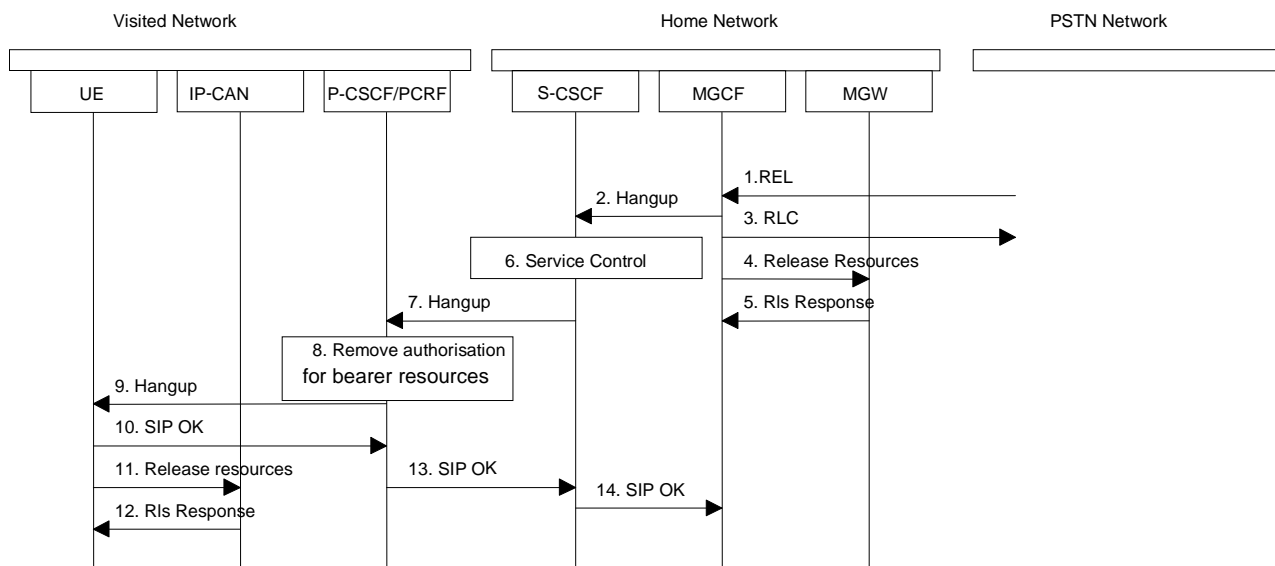 Visited Network
Home Network
PSTN Network
UE
IP-CAN
P-CSCF/PCRF
S-CSCF
MGCF
MGW
1.REL
2. Hangup
3. RLC
6. Service Control
4. Release Resources
7. Hangup
5. Rls Response
8. Remove authorisation
for bearer resources
9. Hangup
10. SIP OK
11. Release resources
13. SIP OK
14. SIP OK
12. Rls Response